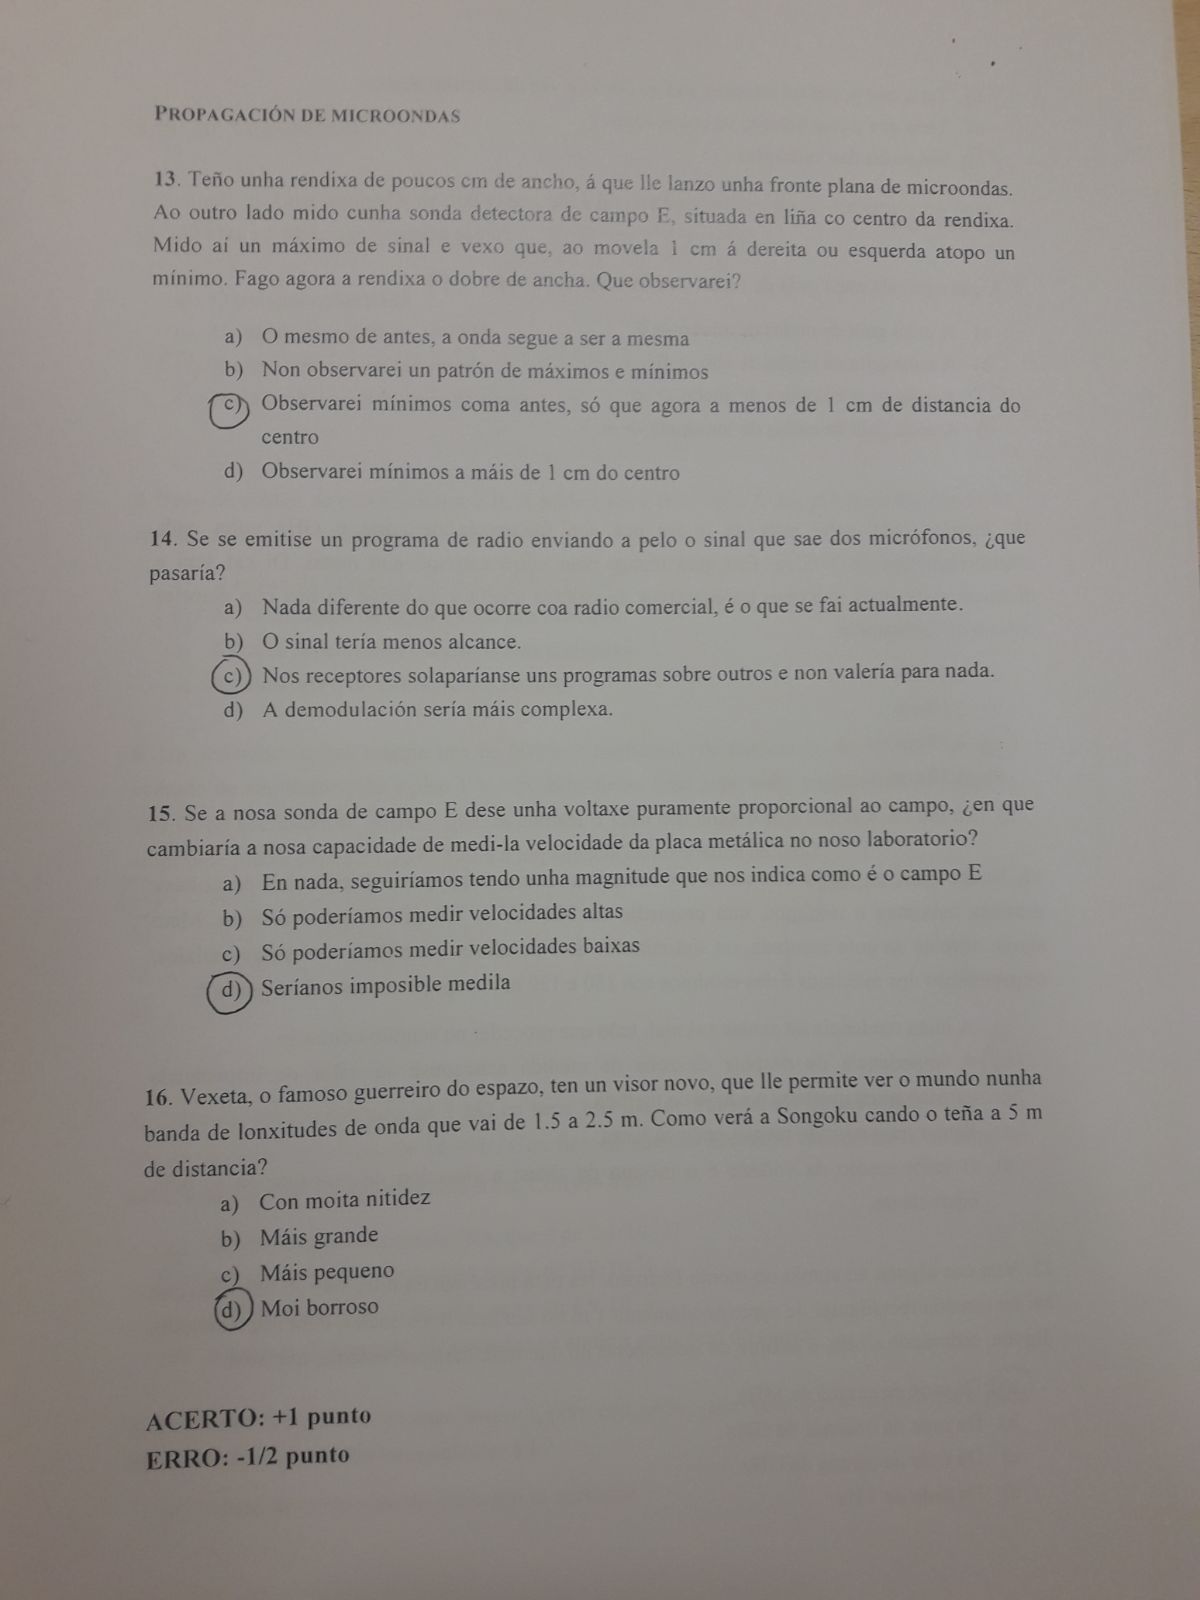 PROPAGACIÓN DE MICROONDAS
13. Teño unha rendixa de poucos cm de ancho, á que lle lanzo unha fronte plana de microondas.
Ao outro lado mido cunha sonda detectora de campo E, situada en liña co centro da rendixa.
Mido aí un máximo de sinal e vexo que, ao movela 1 cm á dereita ou esquerda atopo un
mínimo. Fago agora a rendixa o dobre de ancha. Que observarei?
a) O mesmo de antes, a onda segue a ser a mesma
b) Non observarei un patrón de máximos e mínimos
c) Observarei mínimos coma antes, só que agora a menos de 1 cm de distancia do
centro
d) Observarei mínimos a máis de 1 cm do centro
14. Se se emitise un programa de radio enviando a pelo o sinal que sae dos micrófonos, ¿que
pasaría?
a) Nada diferente do que ocorre coa radio comercial, é o que se fai actualmente.
b) O sinal tería menos alcance.
c) Nos receptores solaparíanse uns programas sobre outros e non valería para nada.
d) A demodulación sería máis complexa.
15. Se a nosa sonda de campo E dese unha voltaxe puramente proporcional ao campo, ¿en que
cambiaría a nosa capacidade de medi-la velocidade da placa metálica no noso laboratorio?
a) En nada, seguiríamos tendo unha magnitude que nos indica como é o campo E
b) Só poderíamos medir velocidades altas
c) Só poderíamos medir velocidades baixas
d) Seríanos imposible medila
16. Vexeta, o famoso guerreiro do espazo, ten un visor novo, que lle permite ver o mundo nunha
banda de lonxitudes de onda que vai de 1.5 a 2.5 m. Como verá a Songoku cando o teña a 5 m
de distancia?
a) Con moita nitidez
b) Máis grande
c) Máis pequeno
d) Moi borroso
ACERTO: +1 punto
ERRO: -1/2 punto